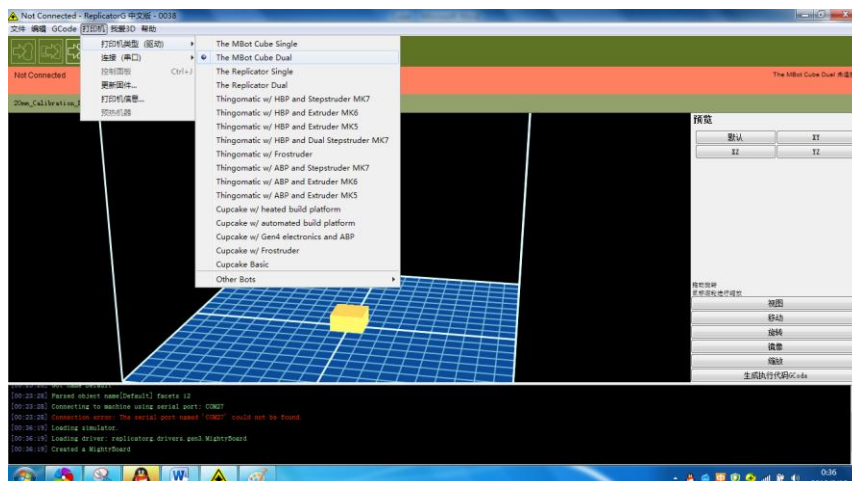 Not Connected - ReplicatorG 中文版 - 0038
文件 编辑 GCode 打印机 我爱3D 帮助
打印机类型 (驱动)
连接 (串口)
控制面板 Ctrl+J
更新固件...
打印机信息...
预热机器
The MBot Cube Single
The MBot Cube Dual
The Replicator Single
The Replicator Dual
Thingomatic w/ HBP and Stepstruder MK7
Thingomatic w/ HBP and Extruder MK6
Thingomatic w/ HBP and Extruder MK5
Thingomatic w/ HBP and Dual Stepstruder MK7
Thingomatic w/ Frostruder
Thingomatic w/ ABP and Stepstruder MK7
Thingomatic w/ ABP and Extruder MK6
Thingomatic w/ ABP and Extruder MK5
Cupcake w/ heated build platform
Cupcake w/ automated build platform
Cupcake w/ Gen4 electronics and ABP
Cupcake w/ Frostruder
Cupcake Basic
Other Bots
Not Connected
The MBot Cube Dual
20mm_Calibration_
预览
默认 XY
XZ YZ
视图
移动
旋转
镜像
缩放
生成执行代码GCode
[00:23:28] Parsed object name[Default] facets 12
[00:23:28] Connecting to machine using serial port: COM27
[00:23:28] Connection error: The serial port named 'COM27' could not be found.
[00:36:19] Loading simulator.
[00:36:19] Loading driver: replicatorg.drivers.gen3.MightyBoard
[00:36:19] Created a MightyBoard
0:36